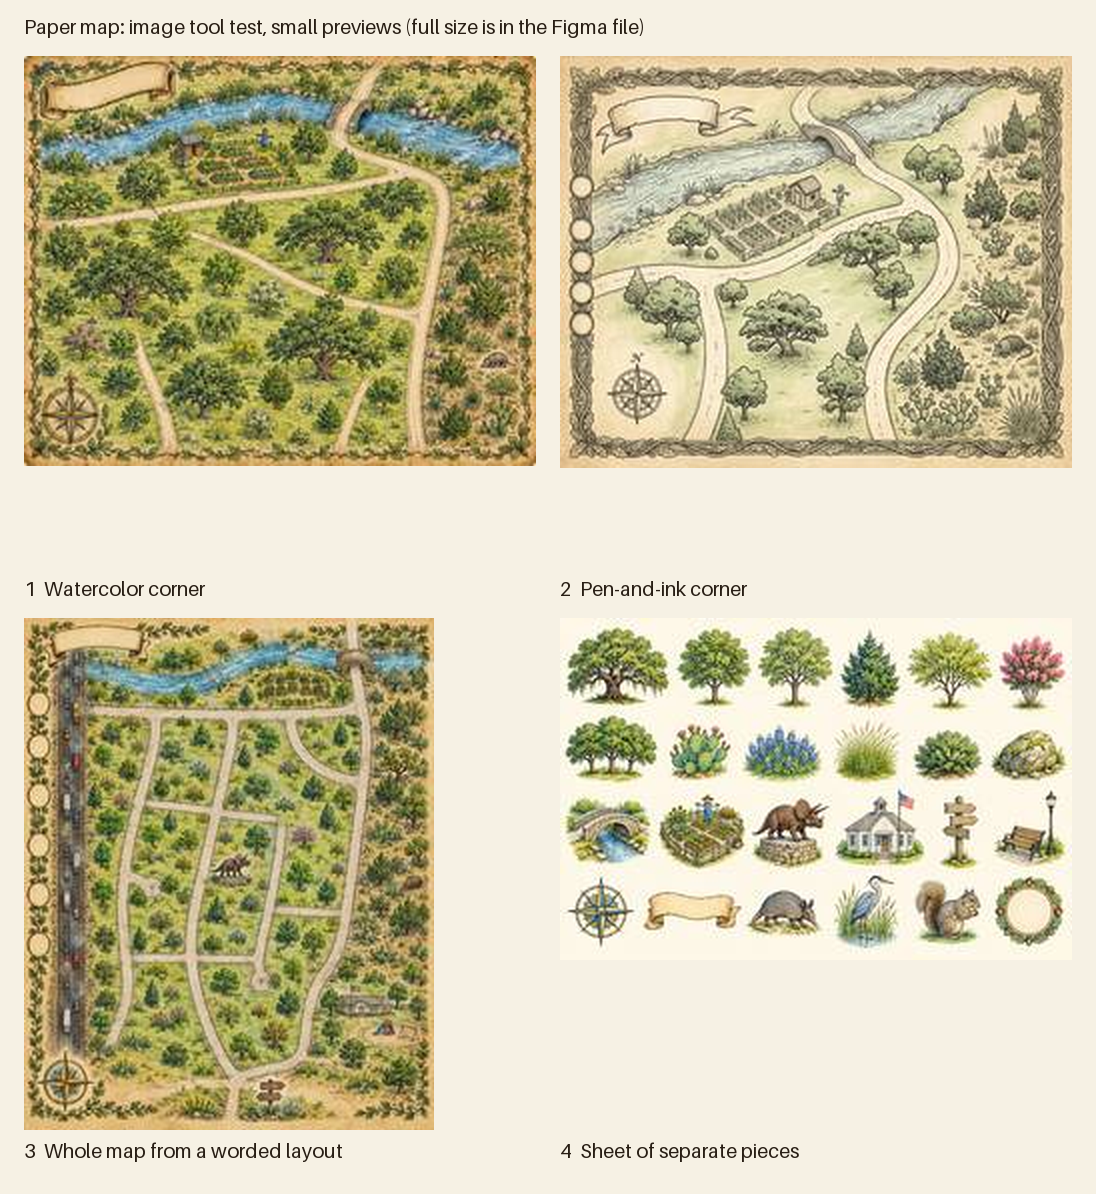 Paper map: image tool test, small previews (full size is in the Figma file)
N
1 Watercolor corner
2 Pen-and-ink corner
3 Whole map from a worded layout
4 Sheet of separate pieces